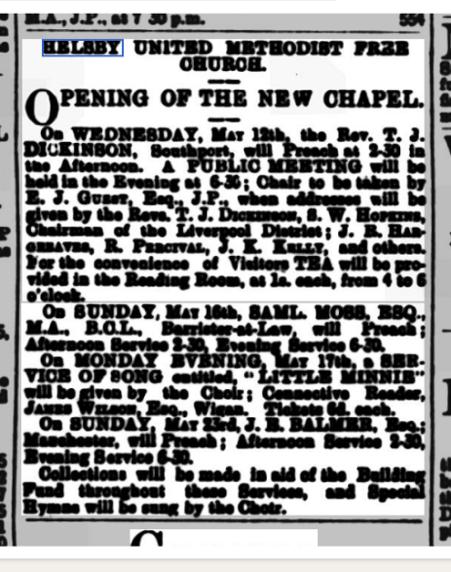 M.A., J.P., as 7 30 p.m. 554
HELSBY UNITED METHODIST FREE
CHURCH.
OPENING OF THE NEW CHAPEL.
On WEDNESDAY, MAY 12th, the Rev. T. J.
DICKINSON, Southport, will Preach at 2-30 in
the Afternoon. A PUBLIC MEETING will be
held in the Evening at 6-30; Chair to be taken by
E. J. GUEST, Esq., J.P., when addresses will be
given by the Revs. T. J. DICKINSON, S. W. HOPKINS,
Chairman of the Liverpool District; J. B. HAR-
GREAVES, R. PERCIVAL, J. K. KELLY, and others.
For the convenience of Visitors TEA will be pro-
vided in the Reading Room, at 1s. each, from 4 to 6
o'clock.
On SUNDAY, MAY 16th, SAML. MOSS, ESQ.,
M.A., B.C.L., Barrister-at-Law, will Preach;
Afternoon Service 2-30, Evening Service 6-30.
On MONDAY EVENING, MAY 17th, a SER-
VICE OF SONG entitled, "LITTLE MINNIE"
will be given by the Choir; Connective Reader,
JAMES WILSON, Esq., Wigan. Tickets 6d. each.
On SUNDAY, MAY 23rd, J. B. BALMER, Esq.;
Manchester, will Preach; Afternoon Service 2-30,
Evening Service 6-30.
Collections will be made in aid of the Building
Fund throughout these Services, and Special
Hymns will be sung by the Choir.